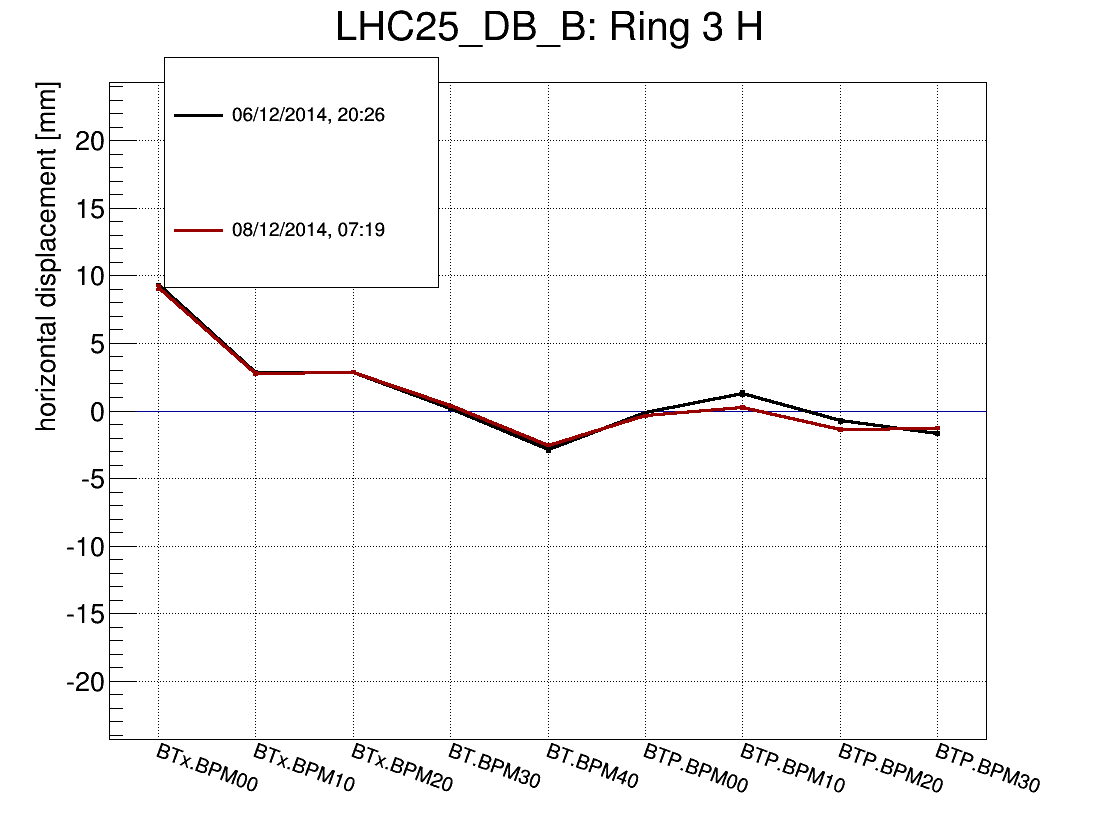 LHC25_DB_B: Ring 3 H
horizontal displacement [mm]
06/12/2014, 20:26
08/12/2014, 07:19
20
15
10
5
0
-5
-10
-15
-20
BTx.BPM00
BTx.BPM10
BTx.BPM20
BT.BPM30
BT.BPM40
BTP.BPM00
BTP.BPM10
BTP.BPM20
BTP.BPM30